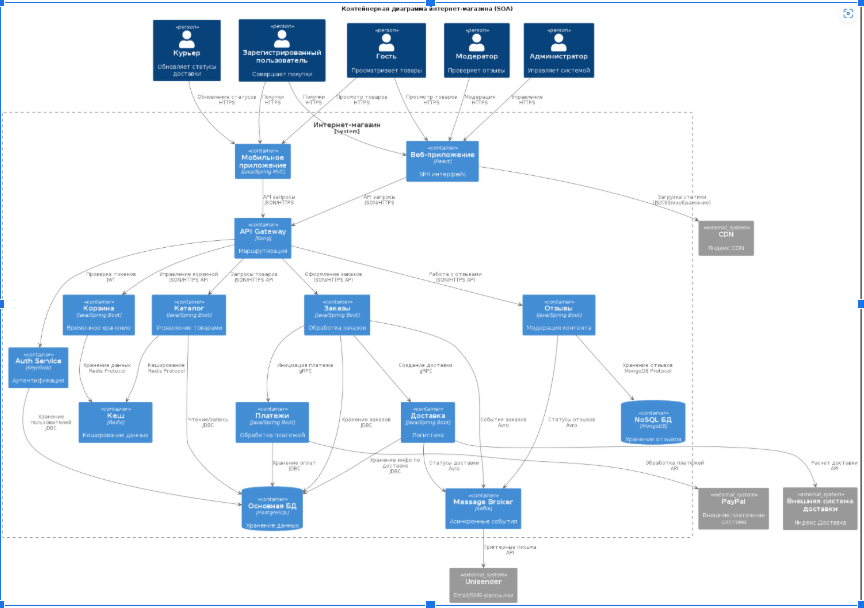 Контейнерная диаграмма интернет-магазина (SOA)
«person»
Курьер
Обновляет статусы
доставки
«person»
Зарегистрированный
пользователь
Совершает покупки
«person»
Гость
Просматривает товары
«person»
Модератор
Проверяет отзывы
«person»
Администратор
Управляет системой
Обновление статусов
HTTPS
Покупки
HTTPS
Покупки
HTTPS
Просмотр товаров
HTTPS
Просмотр товаров
HTTPS
Модерация
HTTPS
Управление
HTTPS
Интернет-магазин
[system]
«container»
Мобильное
приложение
[Java/Spring MVC]
«container»
Веб-приложение
[React]
SPA интерфейс
API запросы
JSON/HTTPS
API запросы
JSON/HTTPS
Загрузка статики
(JS/CSS/изображения)
«external_system»
CDN
Яндекс CDN
«container»
API Gateway
[Kong]
Маршрутизация
Проверка токенов
JWT
Управление корзиной
JSON/HTTPS API
Запросы товаров
JSON/HTTPS API
Оформление заказов
JSON/HTTPS API
Работа с отзывами
JSON/HTTPS API
«container»
Корзина
[Java/Spring Boot]
Временное хранение
«container»
Каталог
[Java/Spring Boot]
Управление товарами
«container»
Заказы
[Java/Spring Boot]
Обработка заказов
«container»
Отзывы
[Java/Spring Boot]
Модерация контента
«container»
Auth Service
[Keycloak]
Аутентификация
Хранение данных
Redis Protocol
Кеширование
Redis Protocol
Инициация платежа
gRPC
Создание доставки
gRPC
Хранение отзывов
MongoDB Protocol
«container»
Кеш
[Redis]
Кеширование данных
«container»
Платежи
[Java/Spring Boot]
Обработка платежей
«container»
Доставка
[Java/Spring Boot]
Логистика
«container»
NoSQL БД
[MongoDB]
Хранение отзывов
Хранение
пользователей
JDBC
Чтение/запись
JDBC
Хранение заказов
JDBC
События заказов
Avro
Статусы отзывов
Avro
Хранение оплат
JDBC
Хранение инфо по
доставке
JDBC
Статусы доставки
Avro
Обработка платежей
API
Расчет доставки
API
«container»
Основная БД
[PostgreSQL]
Хранение данных
«container»
Message Broker
[Kafka]
Асинхронные события
«external_system»
PayPal
Внешняя платежная
система
«external_system»
Внешняя система
доставки
Яндекс Доставка
Триггерные письма
API
«external_system»
Unisender
Email/SMS-рассылки